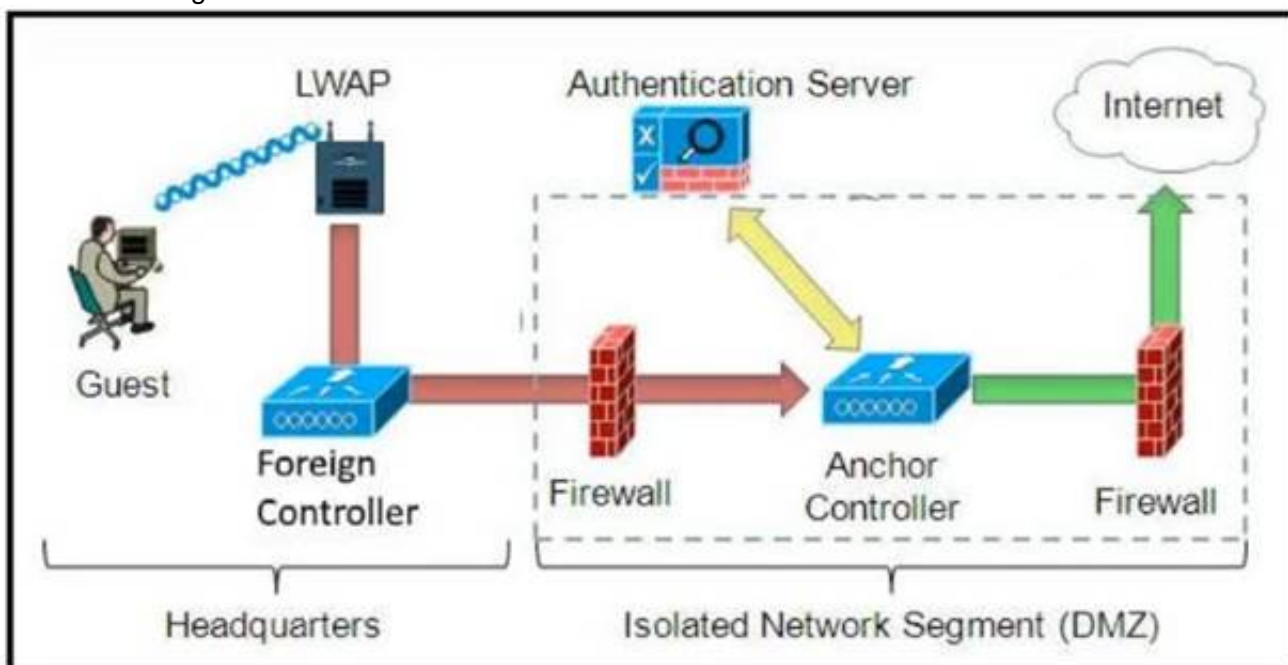 LWAP
Authentication Server
Internet
X
Guest
Foreign
Controller
Firewall
Anchor
Controller
Firewall
Headquarters
Isolated Network Segment (DMZ)